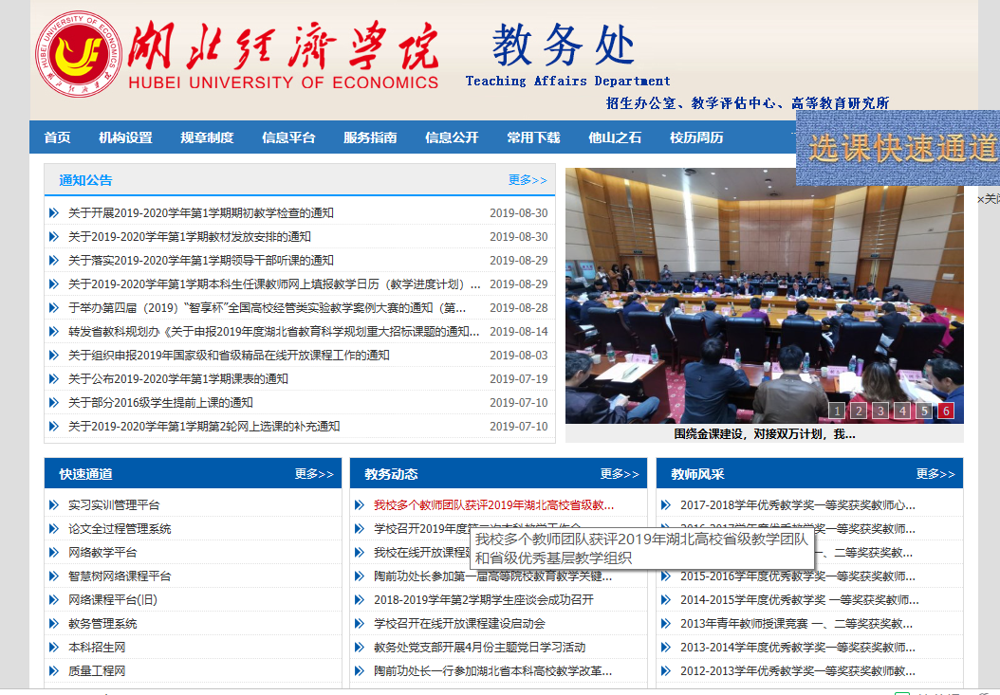 湖北经济学院
HUBEI UNIVERSITY OF ECONOMICS
教务处
Teaching Affairs Department
招生办公室、教学评估中心、高等教育研究所
首页 机构设置 规章制度 信息平台 服务指南 信息公开 常用下载 他山之石 校历周历
选课快速通道
×关闭
通知公告 更多>>
关于开展2019-2020学年第1学期期初教学检查的通知 2019-08-30
关于2019-2020学年第1学期教材发放安排的通知 2019-08-30
关于落实2019-2020学年第1学期领导干部听课的通知 2019-08-29
关于2019-2020学年第1学期本科生任课教师网上填报教学日历（教学进度计划）... 2019-08-29
于举办第四届（2019）“智享杯”全国高校经管类实验教学案例大赛的通知（第... 2019-08-28
转发省教科规划办《关于申报2019年度湖北省教育科学规划重大招标课题的通知... 2019-08-14
关于组织申报2019年国家级和省级精品在线开放课程工作的通知 2019-08-03
关于公布2019-2020学年第1学期课表的通知 2019-07-19
关于部分2016级学生提前上课的通知 2019-07-10
关于2019-2020学年第1学期第2轮网上选课的补充通知 2019-07-10
1 2 3 4 5 6
围绕金课建设，对接双万计划，我...
快速通道 更多>>
实习实训管理平台
论文全过程管理系统
网络教学平台
智慧树网络课程平台
网络课程平台(旧)
教务管理系统
本科招生网
质量工程网
教务动态 更多>>
我校多个教师团队获评2019年湖北高校省级教...
学校召开2019年度第二次本科教学工作会
我校在线开放课程建
我校多个教师团队获评2019年湖北高校省级教学团队
和省级优秀基层教学组织
陶前功处长参加第一届高等院校教育教学关键...
2018-2019学年第2学期学生座谈会成功召开
学校召开在线开放课程建设启动会
教务处党支部开展4月份主题党日学习活动
陶前功处长一行参加湖北省本科高校教学改革...
教师风采 更多>>
2017-2018学年优秀教学奖一等奖获奖教师心...
2016-2017学年度优秀教学奖一等奖获奖教师...
一、二等奖获奖教...
2015-2016学年度优秀教学奖一等奖获奖教师...
2014-2015学年度优秀教学奖 一等奖获奖教师...
2013年青年教师授课竞赛 一、二等奖获奖教...
2013-2014学年度优秀教学奖一等奖获奖教师...
2012-2013学年优秀教学奖一等奖获奖教师教...